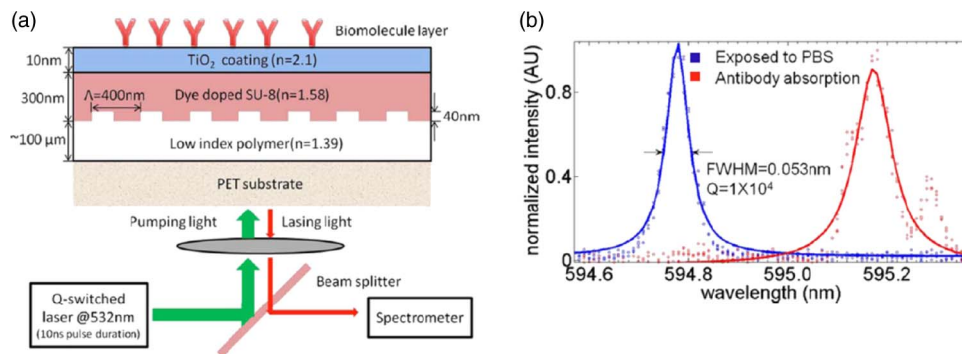 (a)
Biomolecule layer
10nm
TiO₂ coating (n=2.1)
300nm
Λ=400nm
Dye doped SU-8(n=1.58)
40nm
~100 μm
Low index polymer(n=1.39)
PET substrate
Pumping light
Lasing light
Beam splitter
Q-switched
laser @532nm
(10ns pulse duration)
Spectrometer
(b)
normalized intensity (AU)
0.8
0.4
0
Exposed to PBS
Antibody absorption
FWHM=0.053nm
Q=1X10⁴
594.6 594.8 595.0 595.2
wavelength (nm)